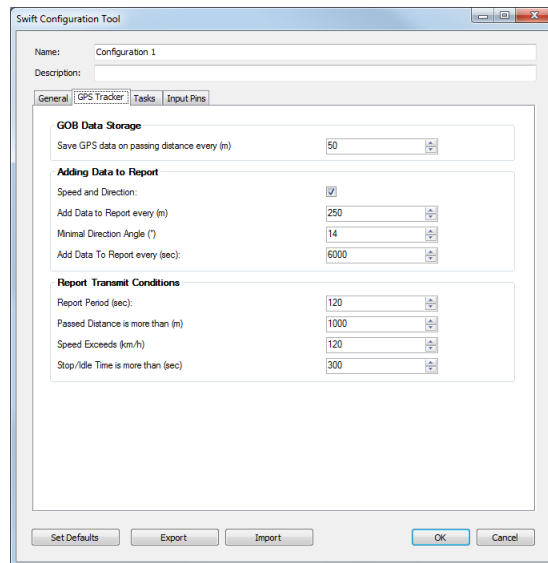 Swift Configuration Tool
Name: Configuration 1
Description:
General GPS Tracker Tasks Input Pins
GOB Data Storage
Save GPS data on passing distance every (m) 50
Adding Data to Report
Speed and Direction:
Add Data to Report every (m) 250
Minimal Direction Angle (°) 14
Add Data To Report every (sec): 6000
Report Transmit Conditions
Report Period (sec): 120
Passed Distance is more than (m) 1000
Speed Exceeds (km/h) 120
Stop/Idle Time is more than (sec) 300
Set Defaults Export Import OK Cancel